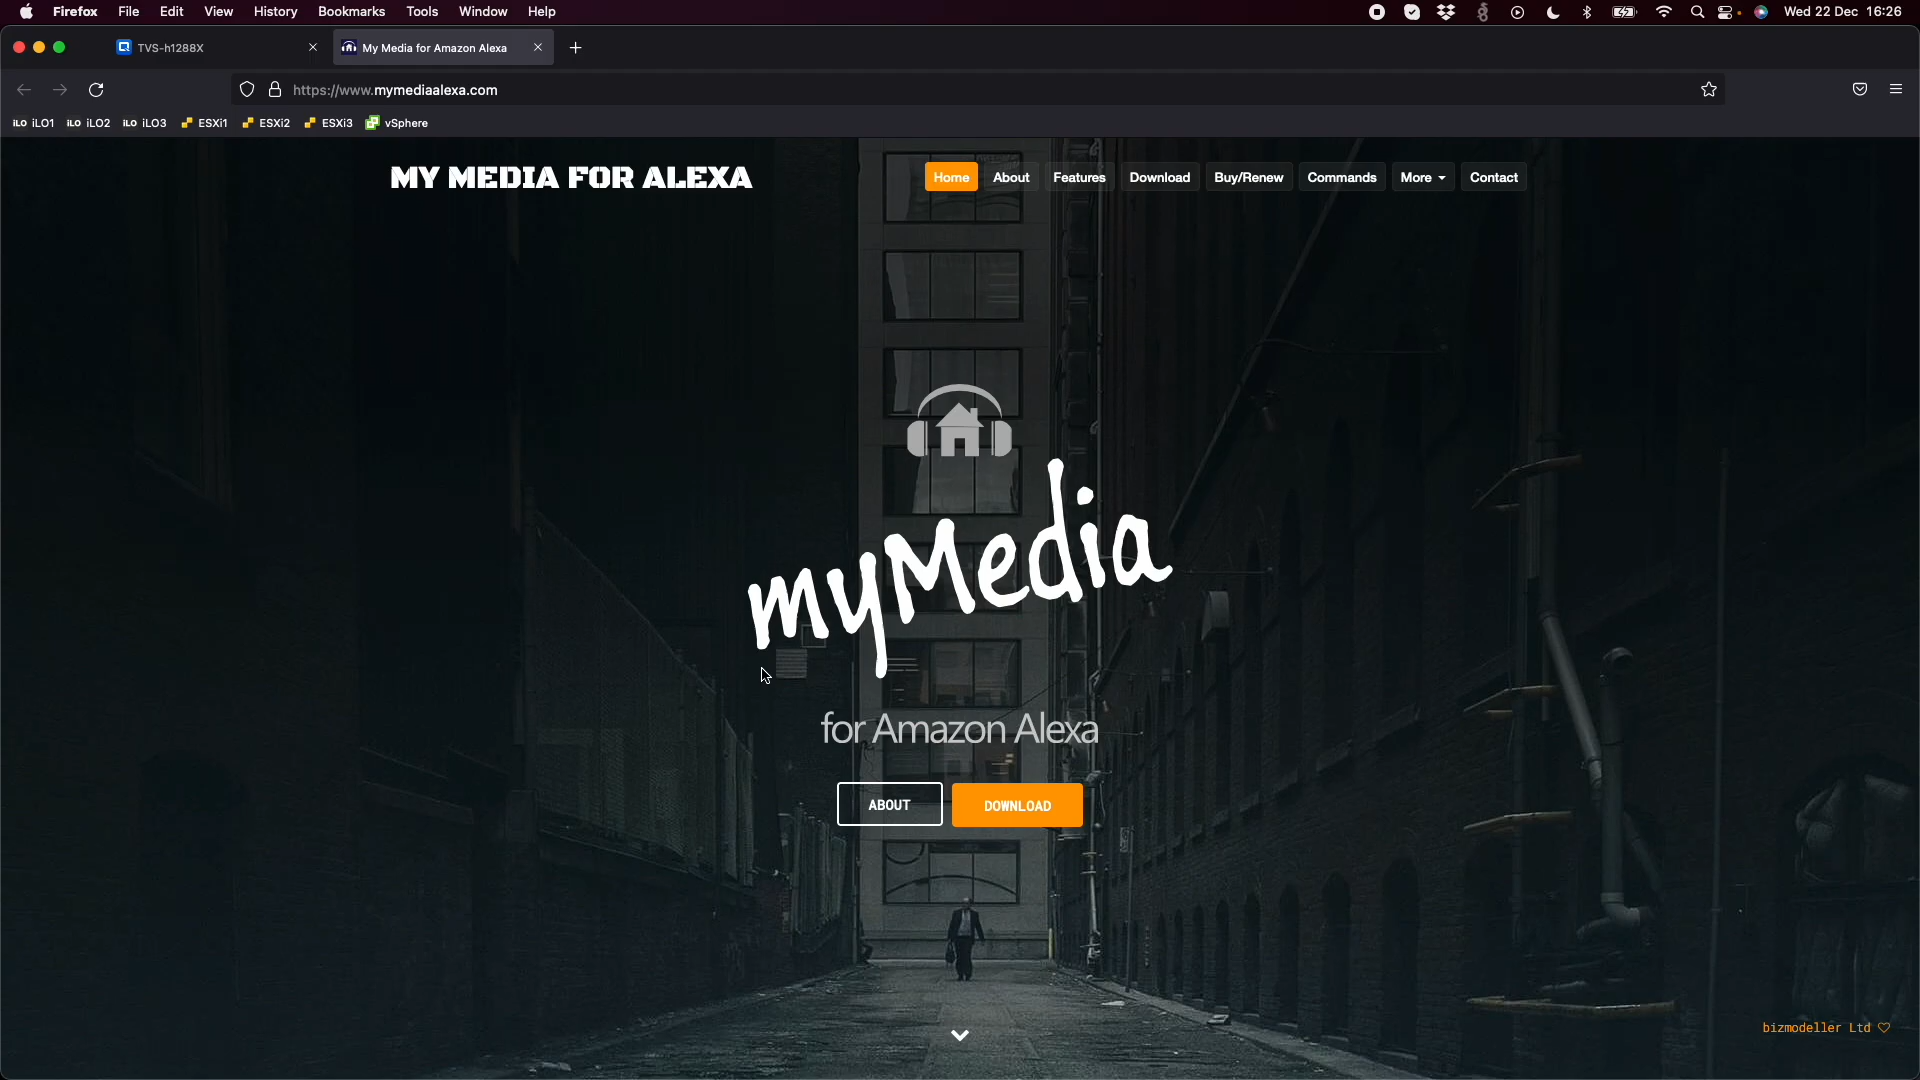 Firefox File Edit View History Bookmarks Tools Window Help Wed 22 Dec 16:26
TVS-h1288X My Media for Amazon Alexa
https://www.mymediaalexa.com
iLO iLO1 iLO iLO2 iLO iLO3 ESXi1 ESXi2 ESXi3 vSphere
MY MEDIA FOR ALEXA Home About Features Download Buy/Renew Commands More Contact
myMedia
for Amazon Alexa
ABOUT DOWNLOAD
bizmodeller Ltd